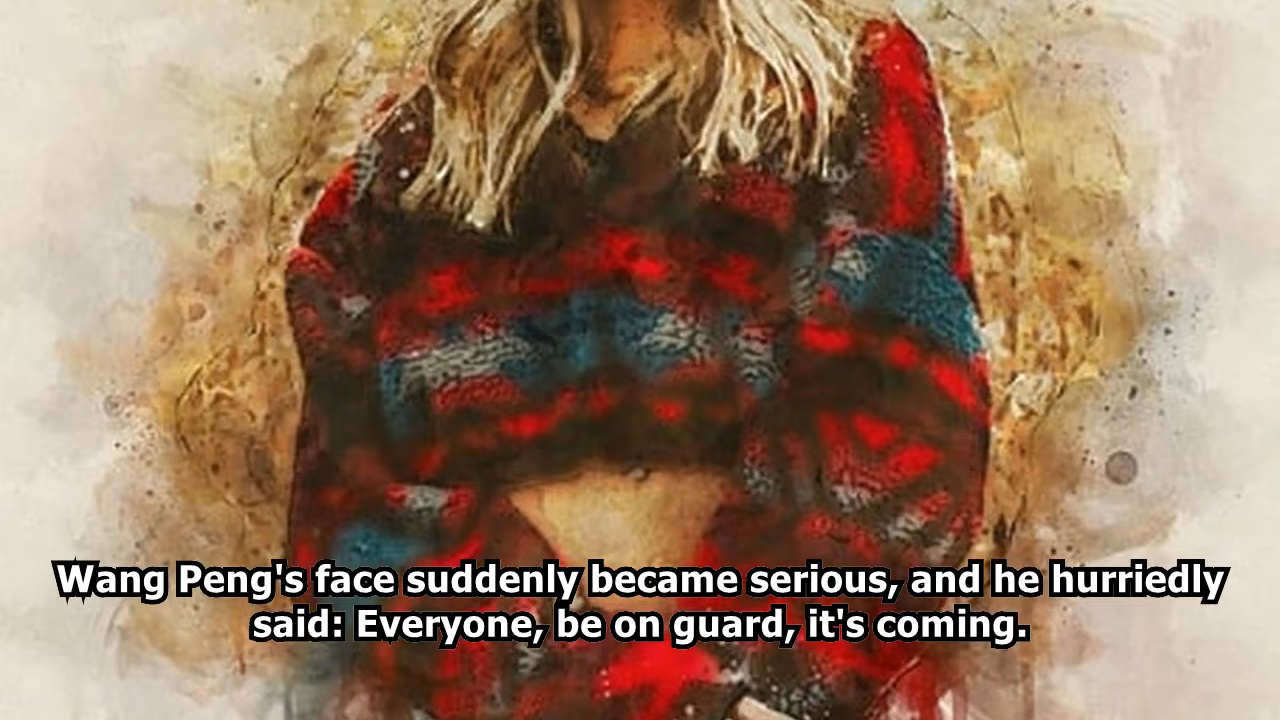 Wang Peng's face suddenly became serious, and he hurriedly
said: Everyone, be on guard, it's coming.